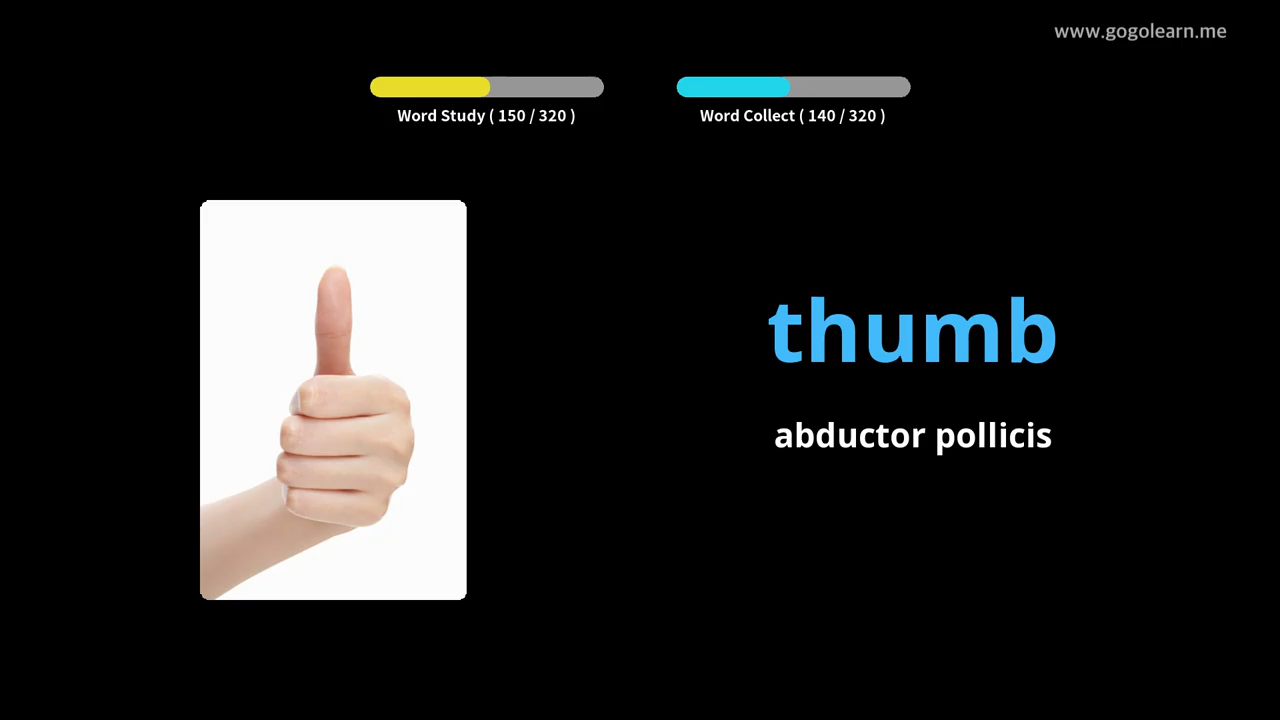 www.gogolearn.me
Word Study ( 150 / 320 )
Word Collect ( 140 / 320 )
thumb
abductor pollicis